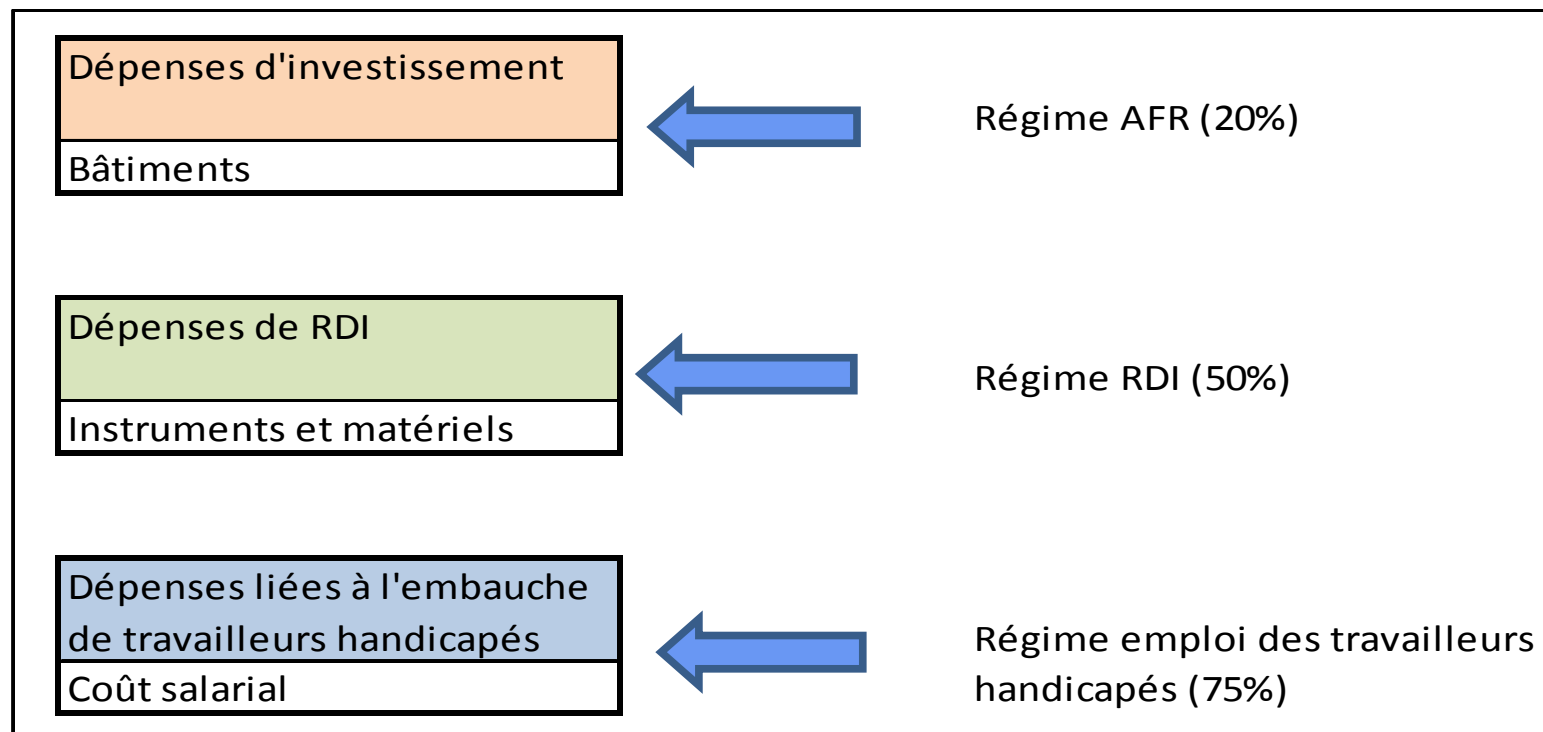 Dépenses d'investissement
Bâtiments
Régime AFR (20%)
Dépenses de RDI
Instruments et matériels
Régime RDI (50%)
Dépenses liées à l'embauche
de travailleurs handicapés
Coût salarial
Régime emploi des travailleurs
handicapés (75%)